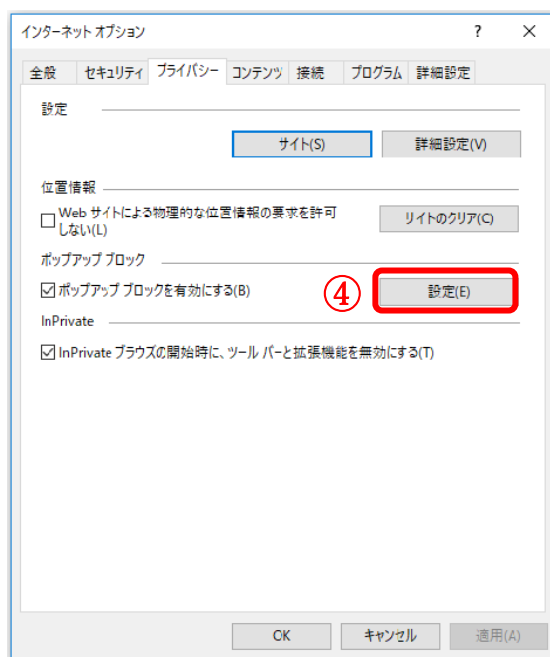 インターネット オプション ? ×
全般 セキュリティ プライバシー コンテンツ 接続 プログラム 詳細設定
設定
サイト(S) 詳細設定(V)
位置情報
Web サイトによる物理的な位置情報の要求を許可
しない(L)
リイトのクリア(C)
ポップアップ ブロック
ポップアップ ブロックを有効にする(B) ④ 設定(E)
InPrivate
InPrivate ブラウズの開始時に、ツール バーと拡張機能を無効にする(T)
OK キャンセル 適用(A)